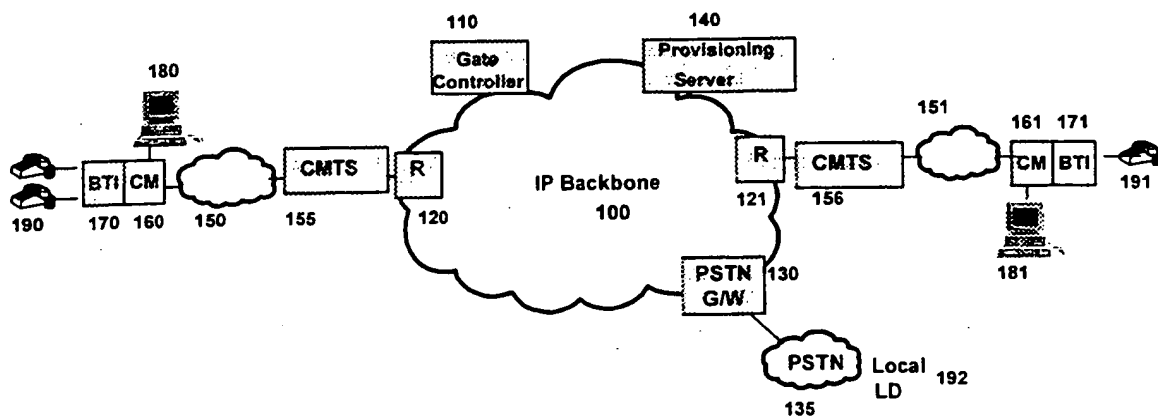 110
140
Gate
Controller
Provisioning
Server
180
151
161
171
R
CMTS
CM
BTI
191
BTI
CM
CMTS
R
IP Backbone
100
190
170
160
150
155
120
121
156
181
PSTN
G/W
130
PSTN
135
Local
LD
192